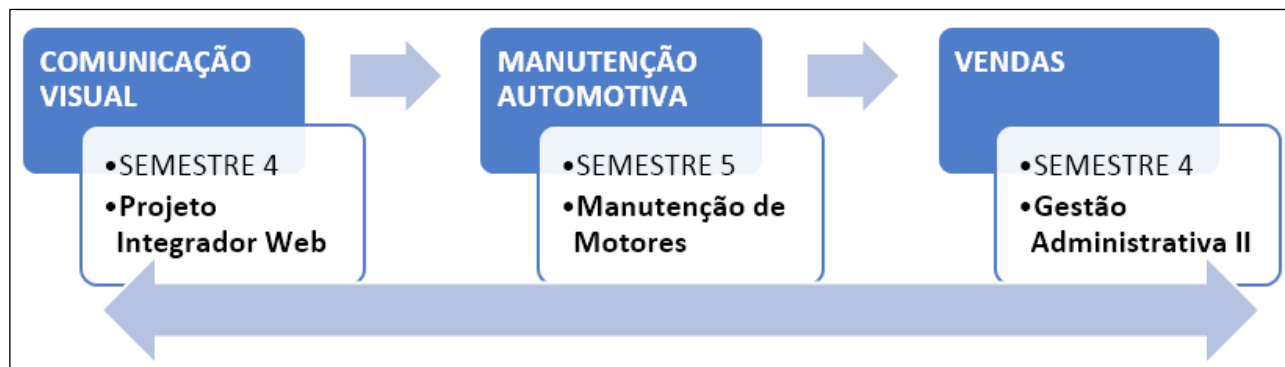 COMUNICAÇÃO
VISUAL
•SEMESTRE 4
•Projeto
Integrador Web
MANUTENÇÃO
AUTOMOTIVA
•SEMESTRE 5
•Manutenção de
Motores
VENDAS
•SEMESTRE 4
•Gestão
Administrativa II